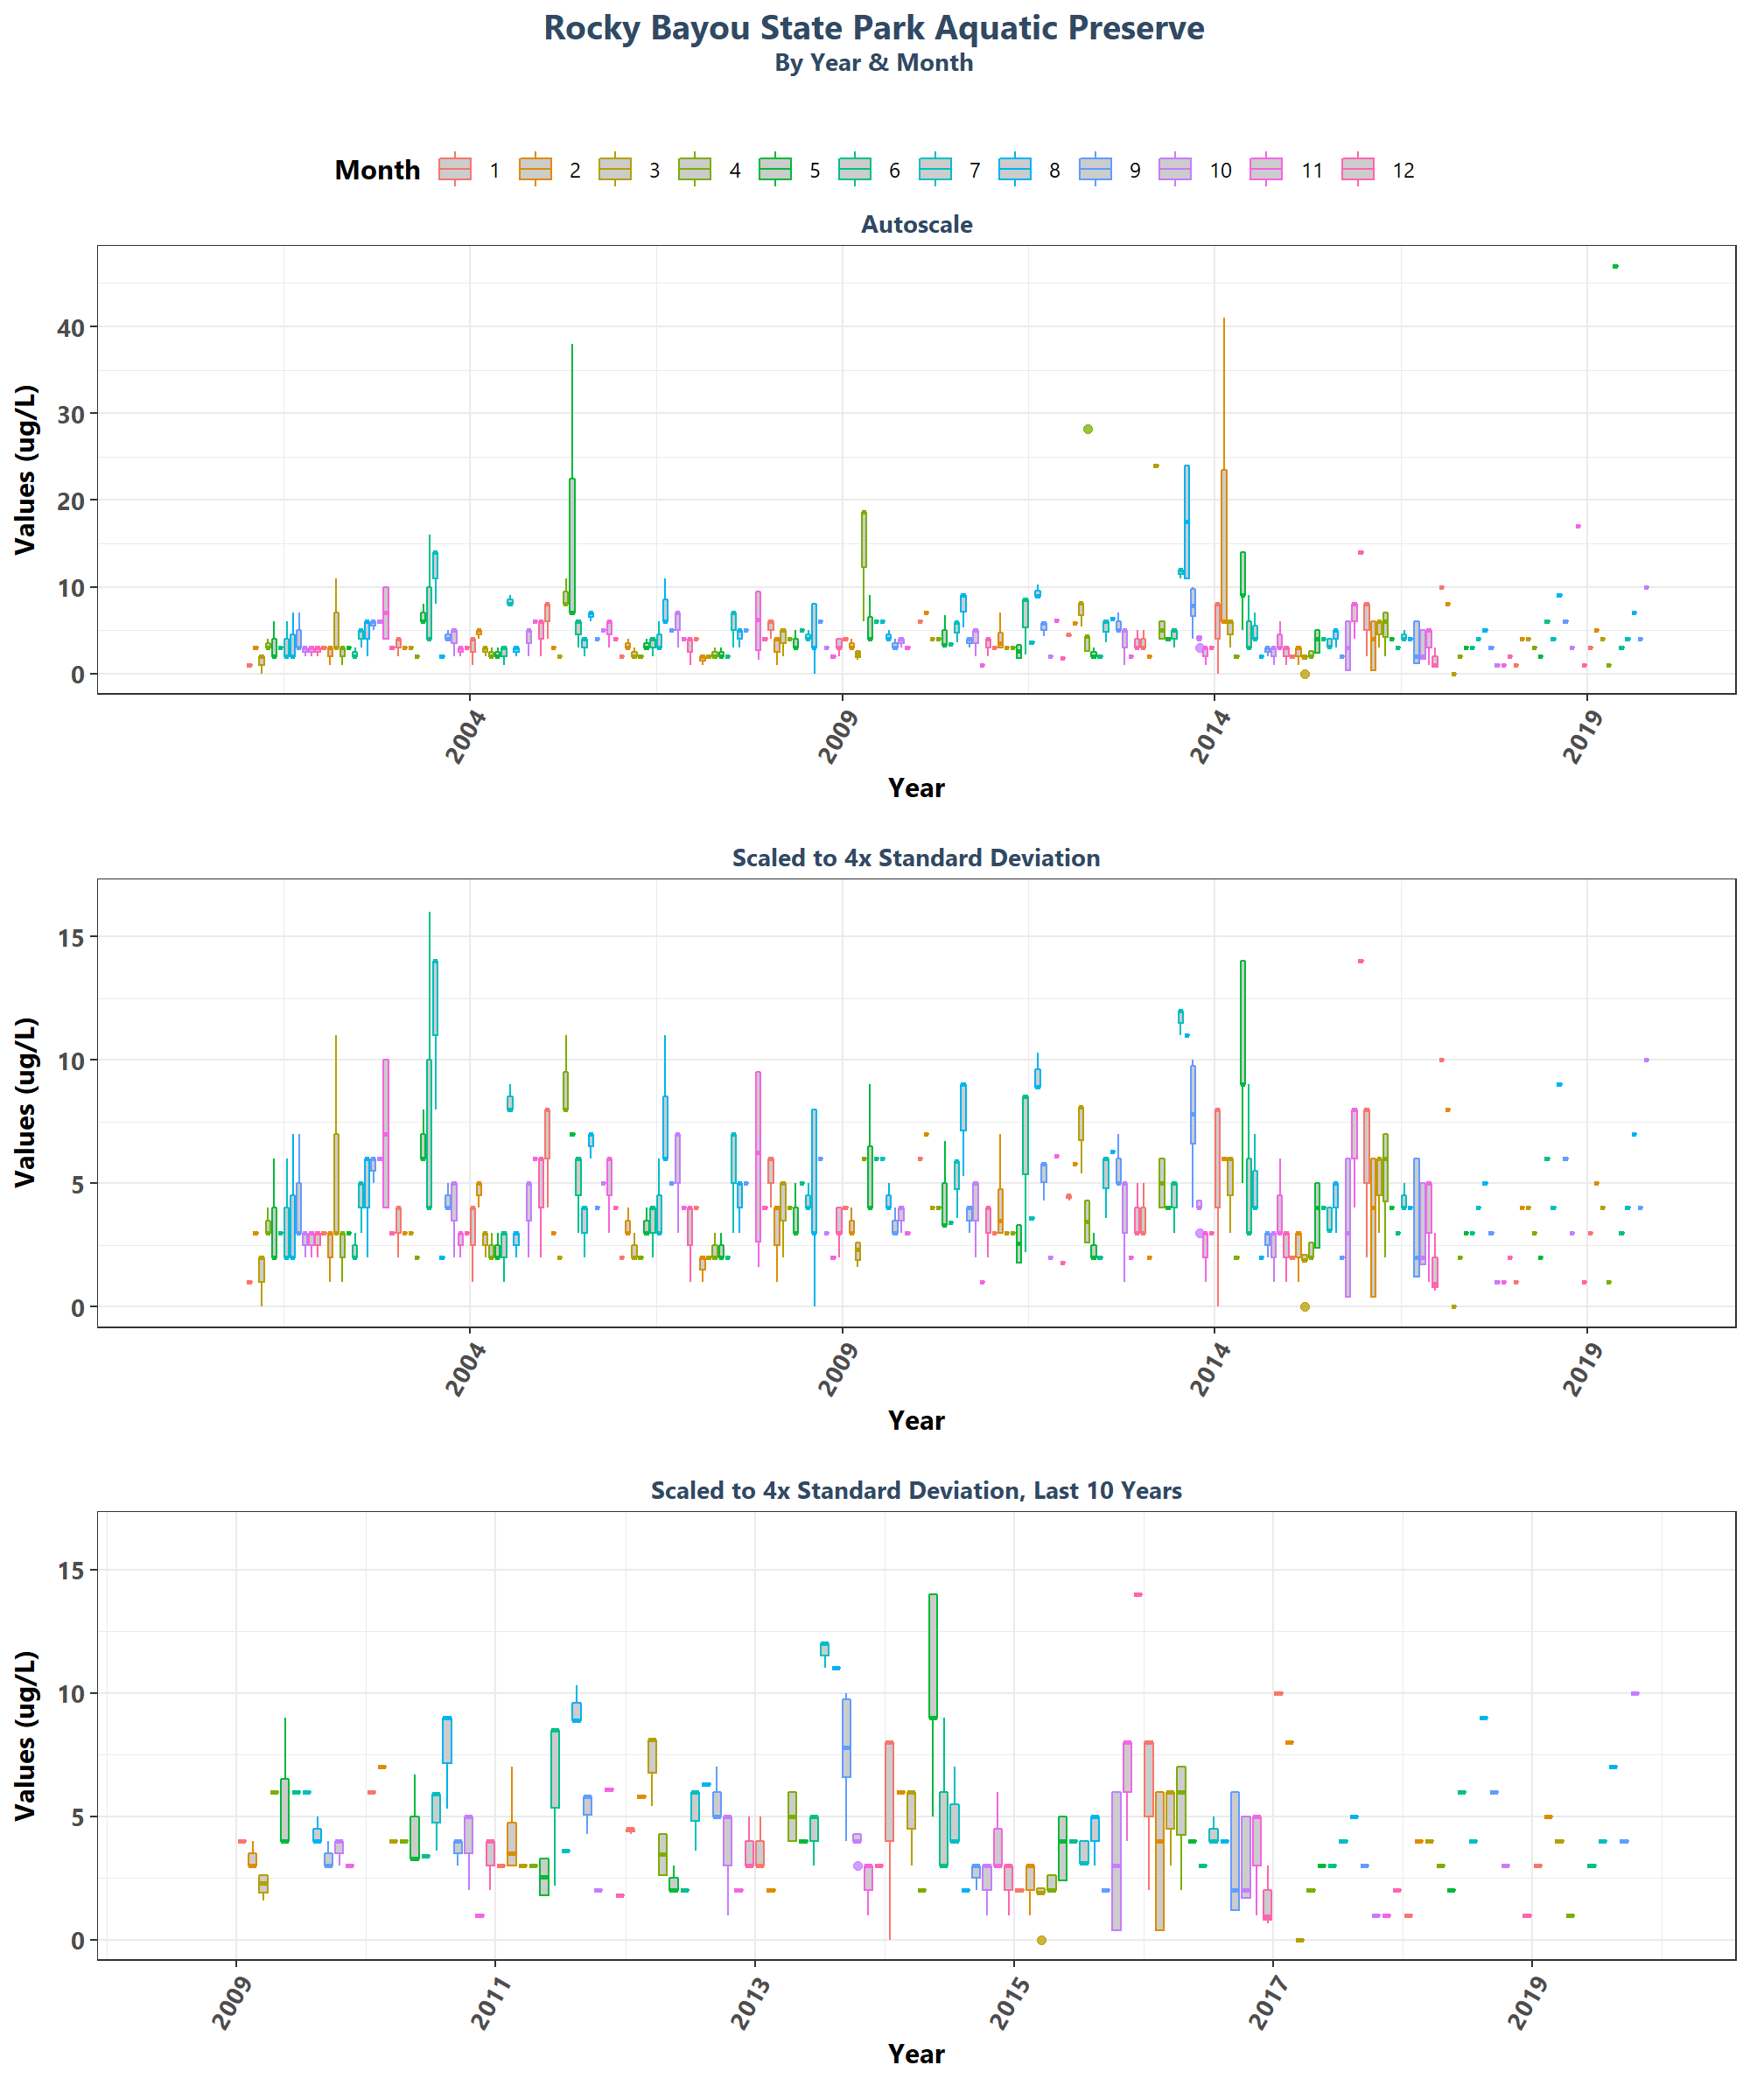 Rocky Bayou State Park Aquatic Preserve
By Year & Month
Month 1 2 3 4 5 6 7 8 9 10 11 12
Autoscale
Values (ug/L)
40
30
20
10
0
2004 2009 2014 2019
Year
Scaled to 4x Standard Deviation
Values (ug/L)
15
10
5
0
2004 2009 2014 2019
Year
Scaled to 4x Standard Deviation, Last 10 Years
Values (ug/L)
15
10
5
0
2009 2011 2013 2015 2017 2019
Year